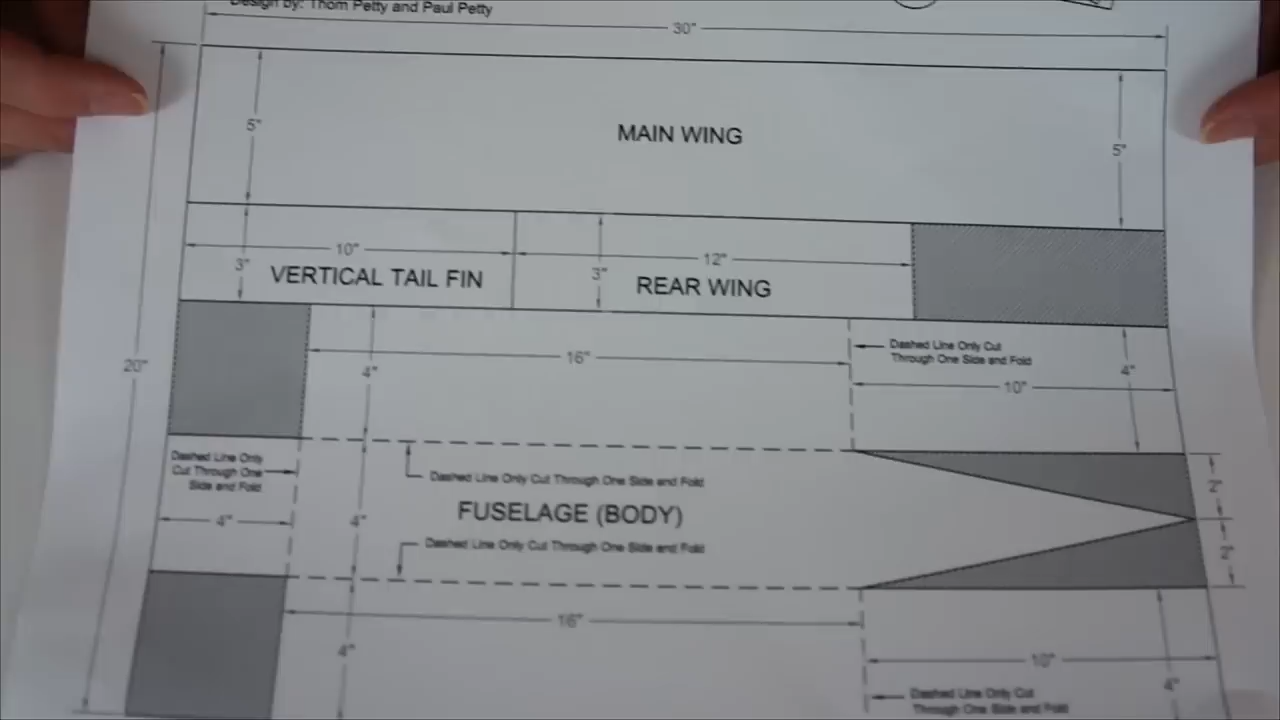 Design by: Thom Petty and Paul Petty
30"
5"
MAIN WING
5"
10"
12"
3"
VERTICAL TAIL FIN
3"
REAR WING
20"
16"
4"
Dashed Line Only Cut
Through One Side and Fold
4"
10"
Dashed Line Only
Cut Through One
Side and Fold
Dashed Line Only Cut Through One Side and Fold
2"
4"
4"
FUSELAGE (BODY)
Dashed Line Only Cut Through One Side and Fold
2"
16"
4"
10"
4"
Dashed Line Only Cut
Through One Side and Fold